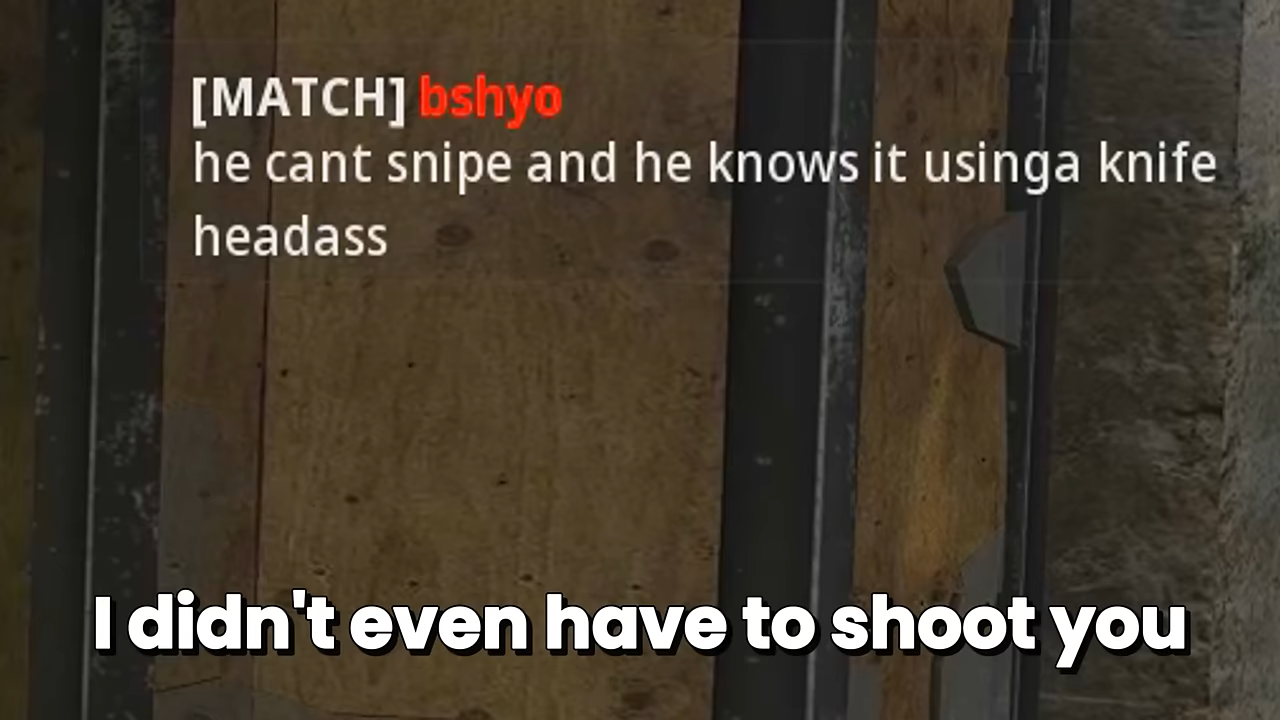 [MATCH] bshyo
he cant snipe and he knows it usinga knife
headass
I didn't even have to shoot you